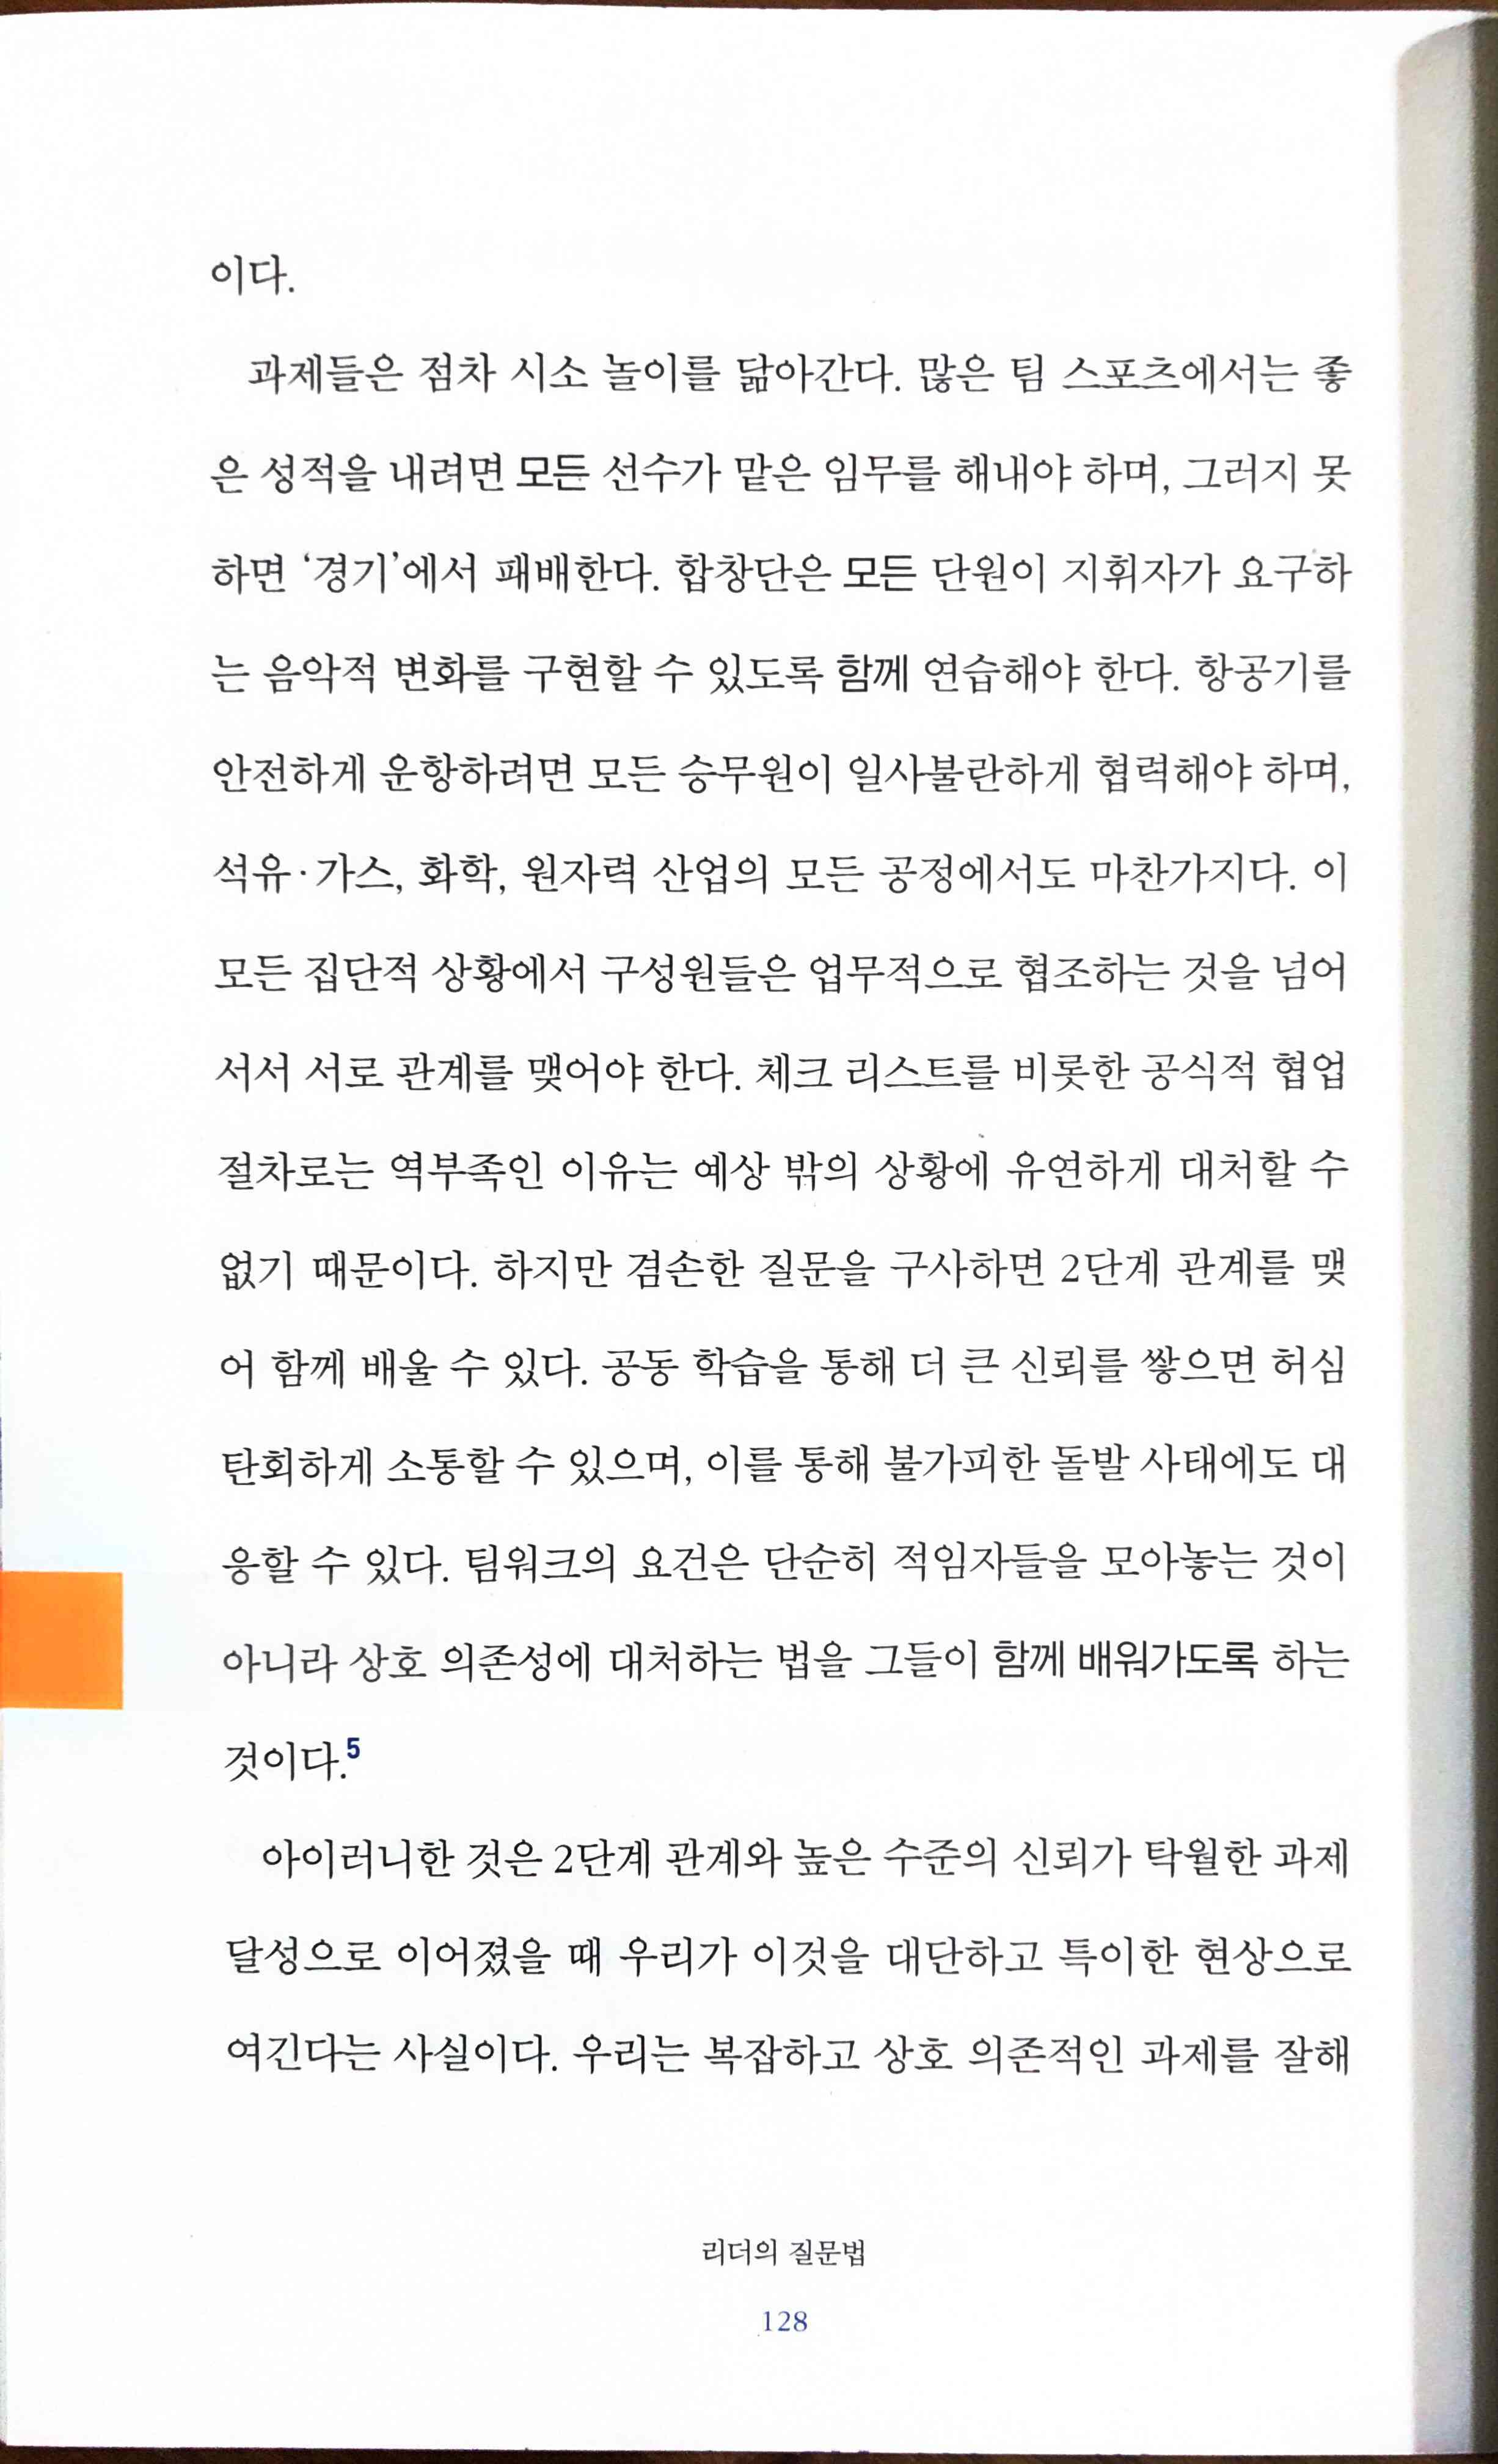 이다.
과제들은 점차 시소 놀이를 닮아간다. 많은 팀 스포츠에서는 좋
은 성적을 내려면 모든 선수가 맡은 임무를 해내야 하며, 그러지 못
하면 ‘경기’에서 패배한다. 합창단은 모든 단원이 지휘자가 요구하
는 음악적 변화를 구현할 수 있도록 함께 연습해야 한다. 항공기를
안전하게 운항하려면 모든 승무원이 일사불란하게 협력해야 하며,
석유·가스, 화학, 원자력 산업의 모든 공정에서도 마찬가지다. 이
모든 집단적 상황에서 구성원들은 업무적으로 협조하는 것을 넘어
서서 서로 관계를 맺어야 한다. 체크 리스트를 비롯한 공식적 협업
절차로는 역부족인 이유는 예상 밖의 상황에 유연하게 대처할 수
없기 때문이다. 하지만 겸손한 질문을 구사하면 2단계 관계를 맺
어 함께 배울 수 있다. 공동 학습을 통해 더 큰 신뢰를 쌓으면 허심
탄회하게 소통할 수 있으며, 이를 통해 불가피한 돌발 사태에도 대
응할 수 있다. 팀워크의 요건은 단순히 적임자들을 모아놓는 것이
아니라 상호 의존성에 대처하는 법을 그들이 함께 배워가도록 하는
것이다.5
아이러니한 것은 2단계 관계와 높은 수준의 신뢰가 탁월한 과제
달성으로 이어졌을 때 우리가 이것을 대단하고 특이한 현상으로
여긴다는 사실이다. 우리는 복잡하고 상호 의존적인 과제를 잘해
리더의 질문법
128